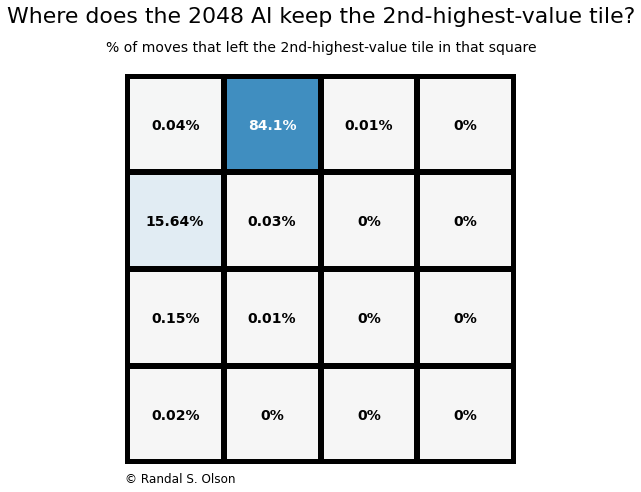 Where does the 2048 AI keep the 2nd-highest-value tile?
% of moves that left the 2nd-highest-value tile in that square
0.04% 84.1% 0.01% 0%
15.64% 0.03% 0% 0%
0.15% 0.01% 0% 0%
0.02% 0% 0% 0%
© Randal S. Olson